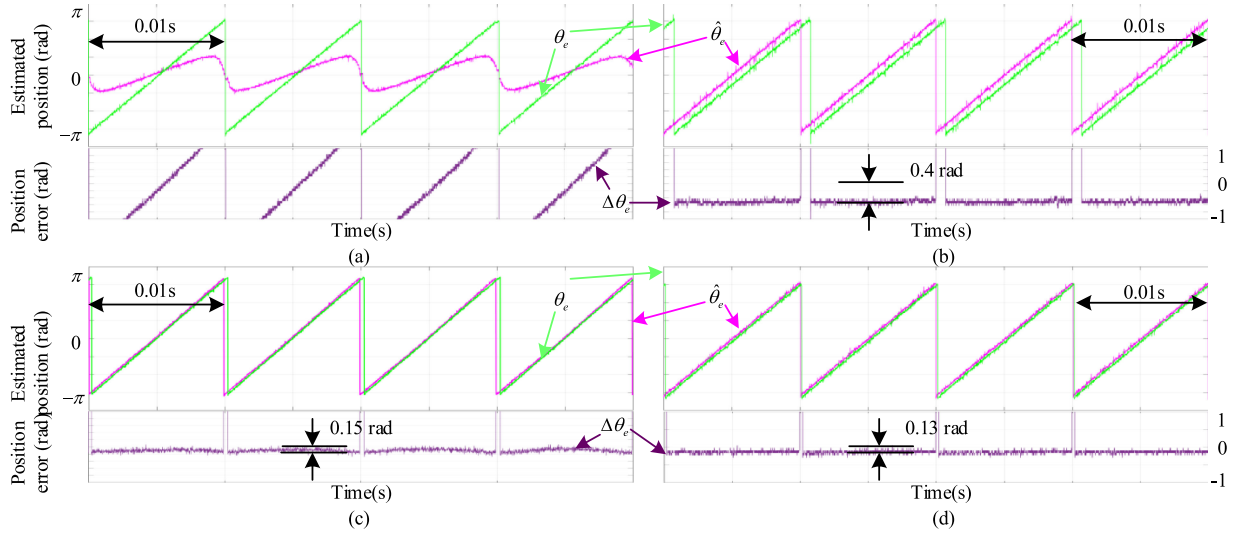 π
0.01s
θe
θ̂e
0.01s
Estimated
position (rad)
0
−π
Position
error (rad)
Δθe
0.4 rad
1
0
-1
Time(s)
Time(s)
(a)
(b)
π
0.01s
θe
θ̂e
0.01s
Estimated
position (rad)
0
−π
Position
error (rad)
0.15 rad
Δθe
0.13 rad
1
0
-1
Time(s)
Time(s)
(c)
(d)